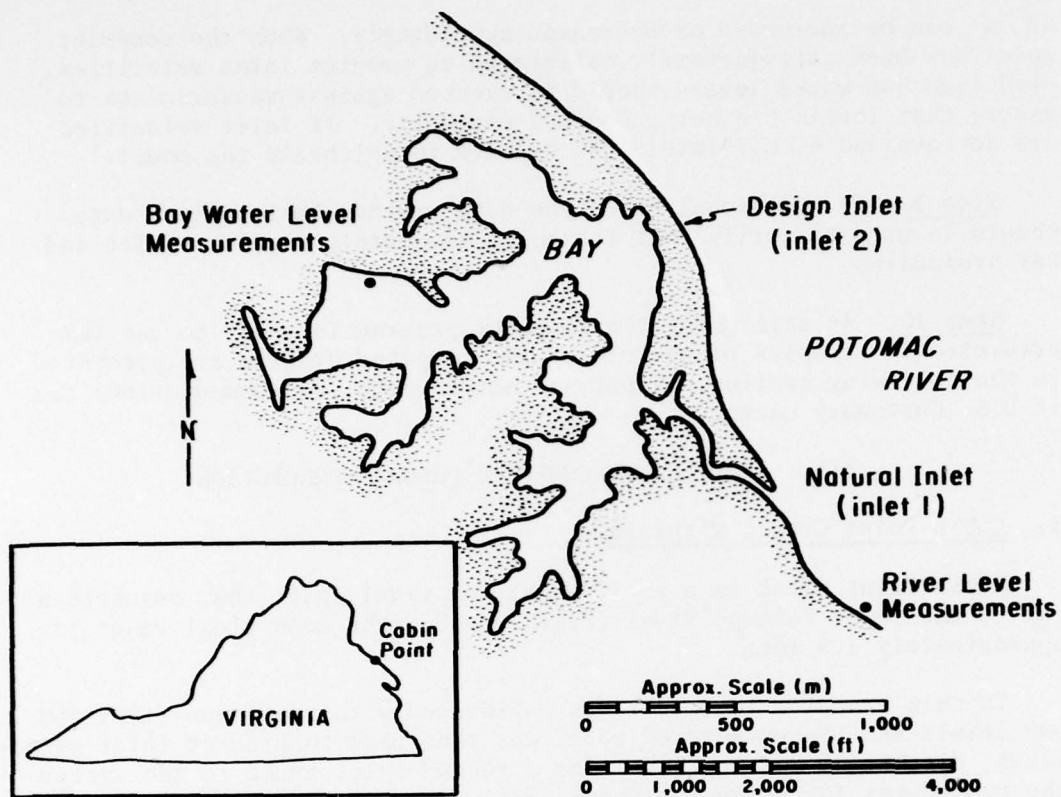 Bay Water Level
Measurements
BAY
Design Inlet
(inlet 2)
POTOMAC
RIVER
N
Natural Inlet
(inlet 1)
River Level
Measurements
Cabin
Point
VIRGINIA
Approx. Scale (m)
0 500 1,000
Approx. Scale (ft)
0 1,000 2,000 4,000